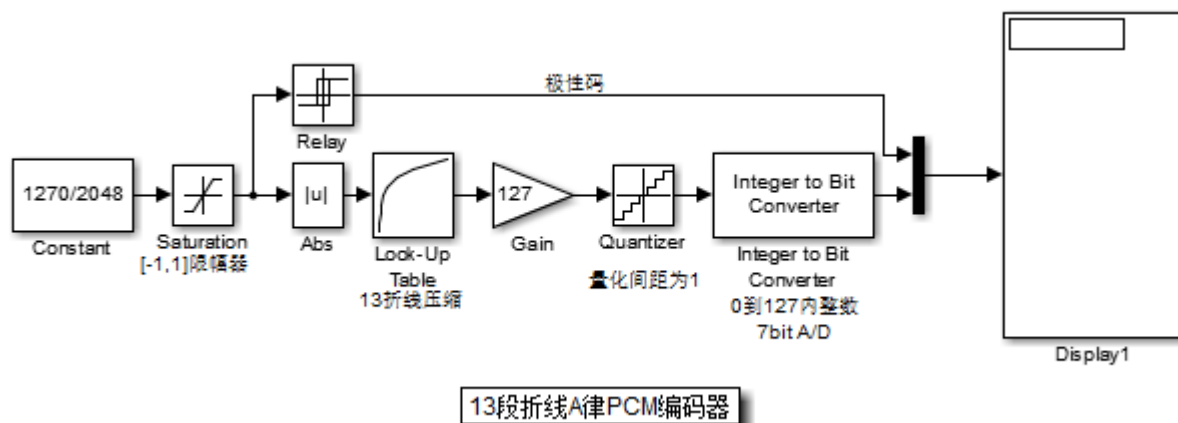 极性码
Relay
1270/2048
Constant
Saturation
[-1,1]限幅器
|u|
Abs
Look-Up
Table
13折线压缩
127
Gain
Quantizer
量化间距为1
Integer to Bit
Converter
Integer to Bit
Converter
0到127内整数
7bit A/D
Display1
13段折线A律PCM编码器